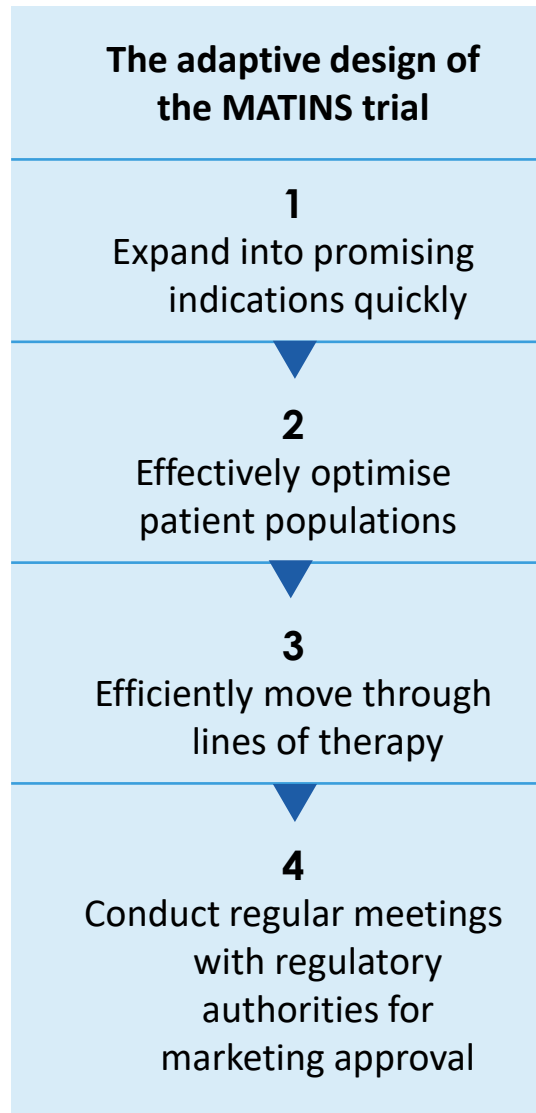 The adaptive design of
the MATINS trial
1
Expand into promising
indications quickly
2
Effectively optimise
patient populations
3
Efficiently move through
lines of therapy
4
Conduct regular meetings
with regulatory
authorities for
marketing approval